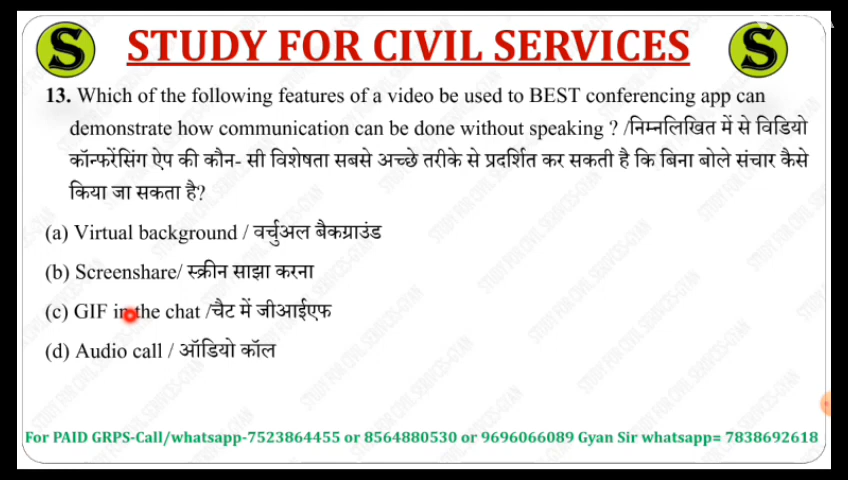 S STUDY FOR CIVIL SERVICES S
13. Which of the following features of a video be used to BEST conferencing app can
demonstrate how communication can be done without speaking ? /निम्नलिखित में से विडियो
कॉन्फरेंसिंग ऐप की कौन- सी विशेषता सबसे अच्छे तरीके से प्रदर्शित कर सकती है कि बिना बोले संचार कैसे
किया जा सकता है?
(a) Virtual background / वर्चुअल बैकग्राउंड
(b) Screenshare/ स्क्रीन साझा करना
(c) GIF in the chat /चैट में जीआईएफ
(d) Audio call / ऑडियो कॉल
For PAID GRPS-Call/whatsapp-7523864455 or 8564880530 or 9696066089 Gyan Sir whatsapp= 7838692618